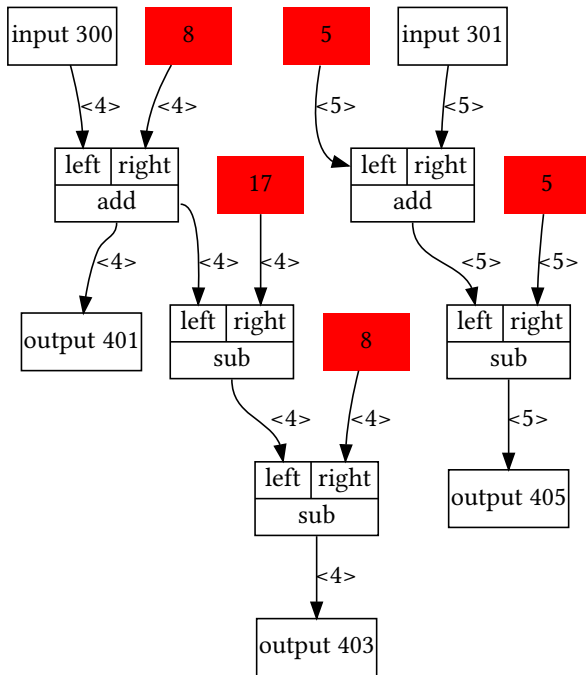 input 300
8
5
input 301
<4>
<4>
<5>
<5>
left right
add
17
left right
add
5
<4>
<4>
<4>
<5>
<5>
output 401
left right
sub
8
left right
sub
<4>
<4>
<5>
left right
sub
output 405
<4>
output 403